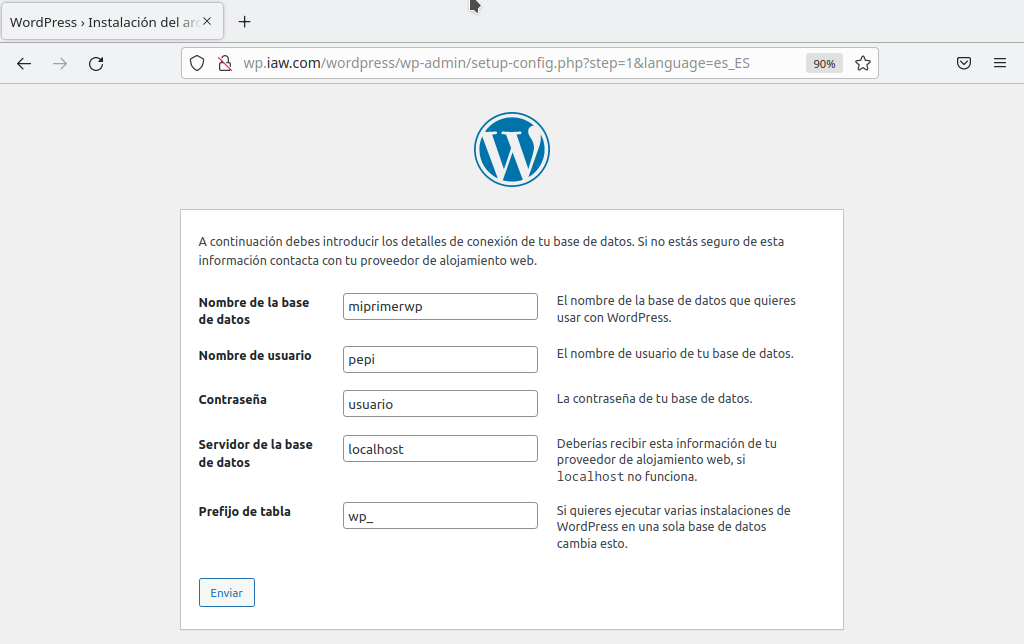 WordPress › Instalación del arc
wp.iaw.com/wordpress/wp-admin/setup-config.php?step=1&language=es_ES
90%
A continuación debes introducir los detalles de conexión de tu base de datos. Si no estás seguro de esta
información contacta con tu proveedor de alojamiento web.
Nombre de la base
de datos
miprimerwp
El nombre de la base de datos que quieres
usar con WordPress.
Nombre de usuario
pepi
El nombre de usuario de tu base de datos.
Contraseña
usuario
La contraseña de tu base de datos.
Servidor de la base
de datos
localhost
Deberías recibir esta información de tu
proveedor de alojamiento web, si
localhost no funciona.
Prefijo de tabla
wp_
Si quieres ejecutar varias instalaciones de
WordPress en una sola base de datos
cambia esto.
Enviar